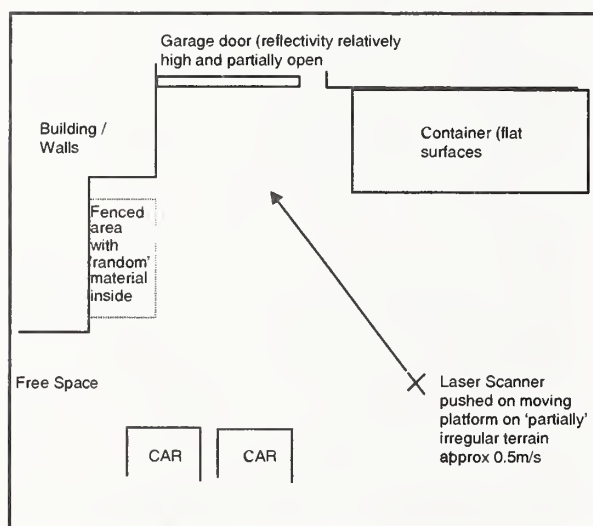 Garage door (reflectivity relatively
high and partially open
Building /
Walls
Container (flat
surfaces
Fenced
area
with
'random'
material
inside
Free Space
Laser Scanner
pushed on moving
platform on 'partially'
irregular terrain
approx 0.5m/s
CAR
CAR